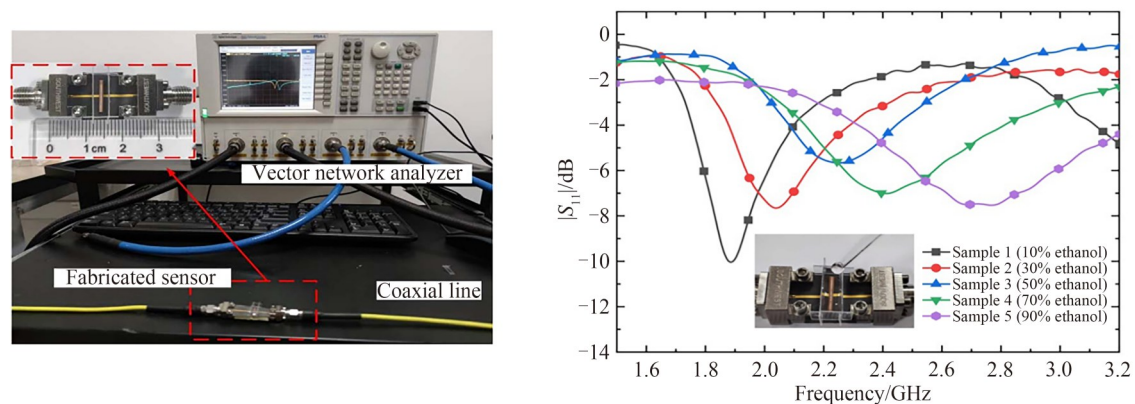 SOUTHWEST
0 1 cm 2 3
Vector network analyzer
Fabricated sensor
Coaxial line
0
−2
−4
−6
−8
−10
−12
−14
|S₁₁|/dB
Sample 1 (10% ethanol)
Sample 2 (30% ethanol)
Sample 3 (50% ethanol)
Sample 4 (70% ethanol)
Sample 5 (90% ethanol)
1.6 1.8 2.0 2.2 2.4 2.6 2.8 3.0 3.2
Frequency/GHz